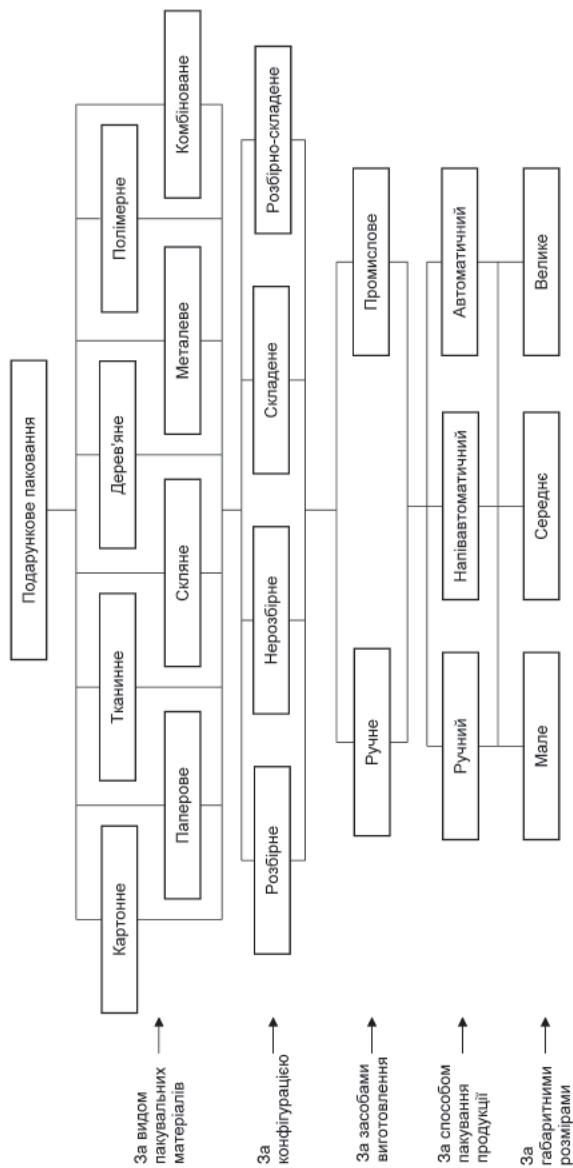 Подарункове паковання
За видом
пакувальних
матеріалів
Картонне
Паперове
Тканинне
Скляне
Дерев'яне
Металеве
Полімерне
Комбіноване
За
конфігурацією
Розбірне
Нерозбірне
Складене
Розбірно-складене
За засобами
виготовлення
Ручне
Промислове
За способом
пакування
продукції
Ручний
Напівавтоматичний
Автоматичний
За
габаритними
розмірами
Мале
Середнє
Велике